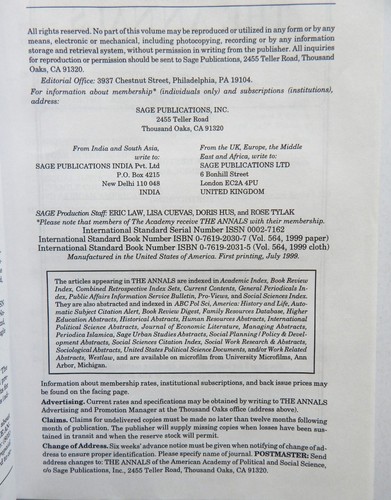 All rights reserved. No part of this volume may be reproduced or utilized in any form or by any
means, electronic or mechanical, including photocopying, recording or by any information
storage and retrieval system, without permission in writing from the publisher. All inquiries
for reproduction or permission should be sent to Sage Publications, 2455 Teller Road, Thousand
Oaks, CA 91320.
Editorial Office: 3937 Chestnut Street, Philadelphia, PA 19104.
For information about membership* (individuals only) and subscriptions (institutions),
address:
SAGE PUBLICATIONS, INC.
2455 Teller Road
Thousand Oaks, CA 91320
From India and South Asia,
write to:
SAGE PUBLICATIONS INDIA Pvt. Ltd
P.O. Box 4215
New Delhi 110 048
INDIA
From the UK, Europe, the Middle
East and Africa, write to:
SAGE PUBLICATIONS LTD
6 Bonhill Street
London EC2A 4PU
UNITED KINGDOM
SAGE Production Staff: ERIC LAW, LISA CUEVAS, DORIS HUS, and ROSE TYLAK
*Please note that members of The Academy receive THE ANNALS with their membership.
International Standard Serial Number ISSN 0002-7162
International Standard Book Number ISBN 0-7619-2030-7 (Vol. 564, 1999 paper)
International Standard Book Number ISBN 0-7619-2031-5 (Vol. 564, 1999 cloth)
Manufactured in the United States of America. First printing, July 1999.
The articles appearing in THE ANNALS are indexed in Academic Index, Book Review
Index, Combined Retrospective Index Sets, Current Contents, General Periodicals In-
dex, Public Affairs Information Service Bulletin, Pro-Views, and Social Sciences Index.
They are also abstracted and indexed in ABC Pol Sci, America: History and Life, Auto-
matic Subject Citation Alert, Book Review Digest, Family Resources Database, Higher
Education Abstracts, Historical Abstracts, Human Resources Abstracts, International
Political Science Abstracts, Journal of Economic Literature, Managing Abstracts,
Periodica Islamica, Sage Urban Studies Abstracts, Social Planning / Policy & Devel-
opment Abstracts, Social Sciences Citation Index, Social Work Research & Abstracts,
Sociological Abstracts, United States Political Science Documents, and/or Work Related
Abstracts, Westlaw, and are available on microfilm from University Microfilms, Ann
Arbor, Michigan.
Information about membership rates, institutional subscriptions, and back issue prices may
be found on the facing page.
Advertising. Current rates and specifications may be obtained by writing to THE ANNALS
Advertising and Promotion Manager at the Thousand Oaks office (address above).
Claims. Claims for undelivered copies must be made no later than twelve months following
month of publication. The publisher will supply missing copies when losses have been sus-
tained in transit and when the reserve stock will permit.
Change of Address. Six weeks' advance notice must be given when notifying of change of ad-
dress to ensure proper identification. Please specify name of journal. POSTMASTER: Send
address changes to: THE ANNALS of the American Academy of Political and Social Science,
c/o Sage Publications, Inc., 2455 Teller Road, Thousand Oaks, CA 91320.